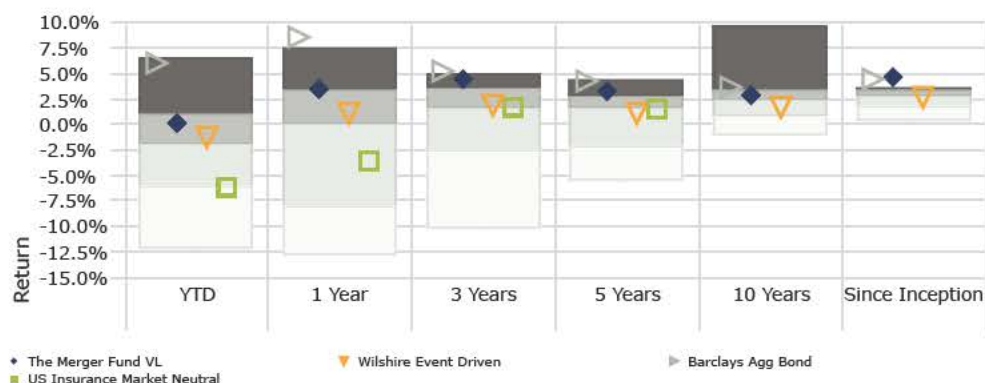 10.0%
7.5%
5.0%
2.5%
0.0%
-2.5%
-5.0%
-7.5%
-10.0%
-12.5%
-15.0%
Return
YTD 1 Year 3 Years 5 Years 10 Years Since Inception
The Merger Fund VL Wilshire Event Driven Barclays Agg Bond
US Insurance Market Neutral